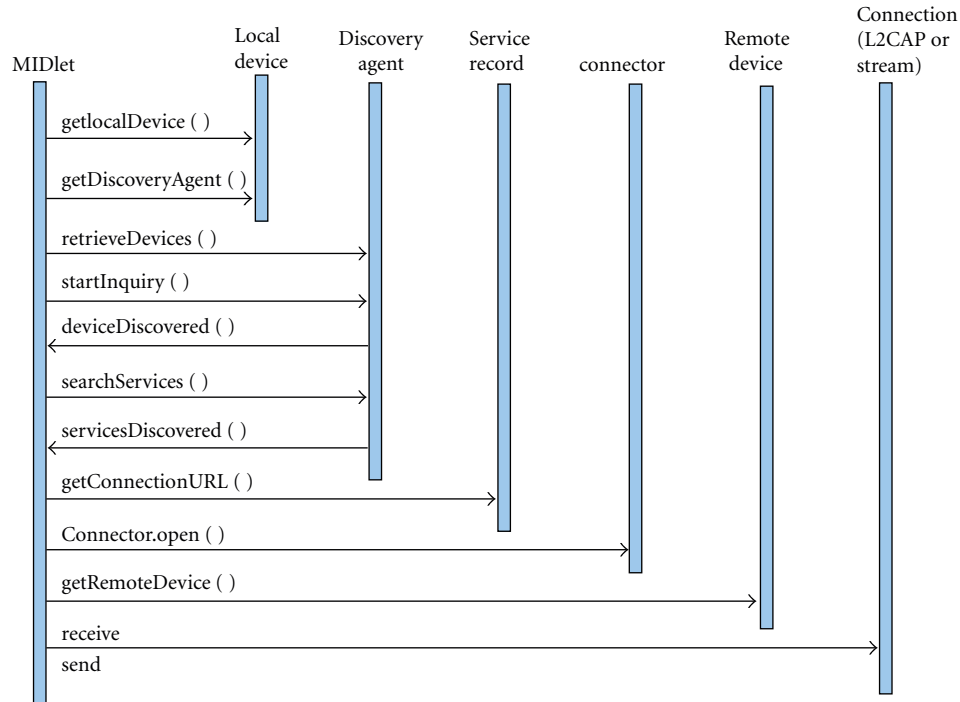 MIDlet
Local
device
Discovery
agent
Service
record
connector
Remote
device
Connection
(L2CAP or
stream)
getlocalDevice ( )
getDiscoveryAgent ( )
retrieveDevices ( )
startInquiry ( )
deviceDiscovered ( )
searchServices ( )
servicesDiscovered ( )
getConnectionURL ( )
Connector.open ( )
getRemoteDevice ( )
receive
send